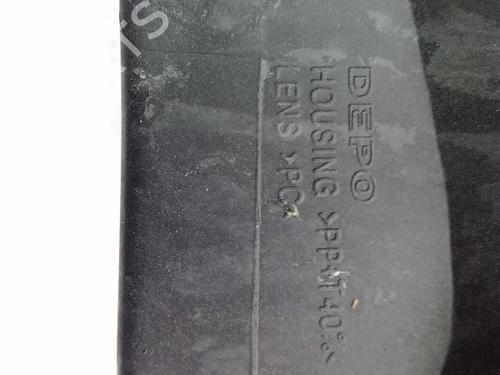 DEPO
HOUSING >PP+T40%<
LENS >PC<